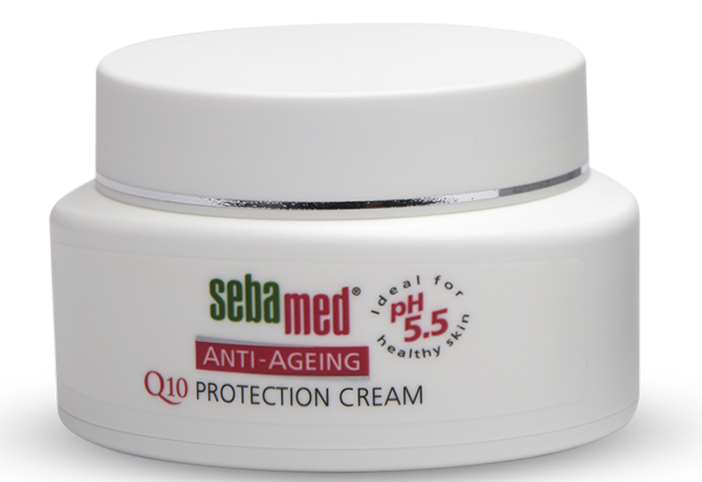 sebamed®
Ideal for
pH
5.5
healthy skin
ANTI-AGEING
Q10 PROTECTION CREAM